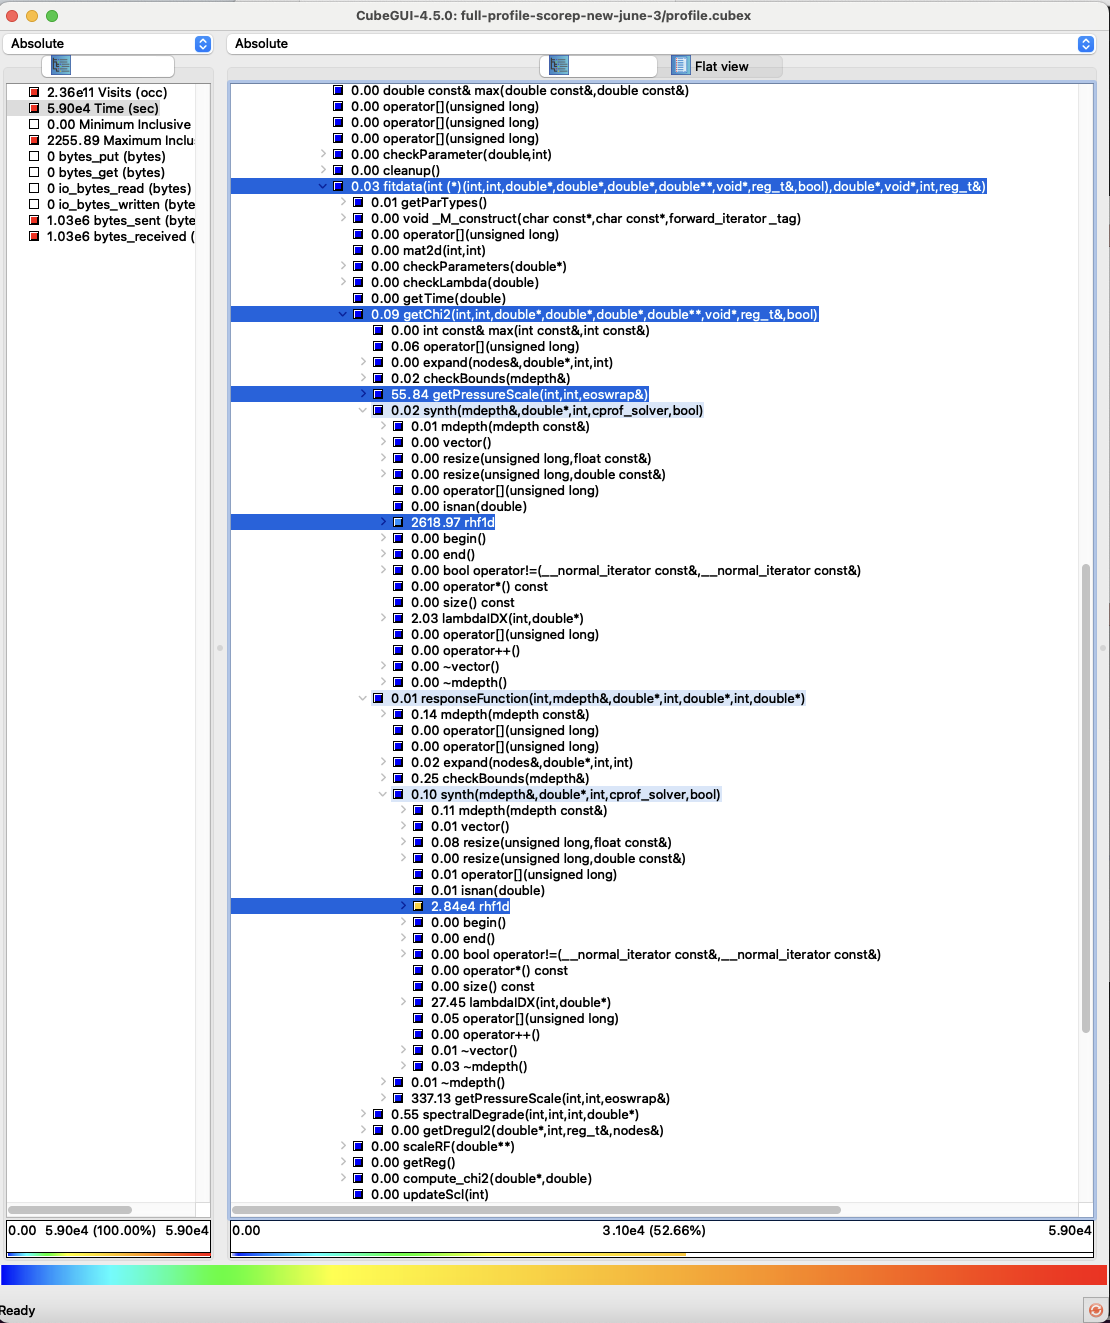 CubeGUI-4.5.0: full-profile-scorep-new-june-3/profile.cubex
Absolute
Absolute
Flat view
2.36e11 Visits (occ)
5.90e4 Time (sec)
0.00 Minimum Inclusive
2255.89 Maximum Inclu
0 bytes_put (bytes)
0 bytes_get (bytes)
0 io_bytes_read (bytes)
0 io_bytes_written (byte
1.03e6 bytes_sent (byte
1.03e6 bytes_received (
0.00 double const& max(double const&,double const&)
0.00 operator[](unsigned long)
0.00 operator[](unsigned long)
0.00 operator[](unsigned long)
0.00 checkParameter(double,int)
0.00 cleanup()
0.03 fitdata(int (*)(int,int,double*,double*,double*,double**,void*,reg_t&,bool),double*,void*,int,reg_t&)
0.01 getParTypes()
0.00 void _M_construct(char const*,char const*,forward_iterator_tag)
0.00 operator[](unsigned long)
0.00 mat2d(int,int)
0.00 checkParameters(double*)
0.00 checkLambda(double)
0.00 getTime(double)
0.09 getChi2(int,int,double*,double*,double*,double**,void*,reg_t&,bool)
0.00 int const& max(int const&,int const&)
0.06 operator[](unsigned long)
0.00 expand(nodes&,double*,int,int)
0.02 checkBounds(mdepth&)
55.84 getPressureScale(int,int,eoswrap&)
0.02 synth(mdepth&,double*,int,cprof_solver,bool)
0.01 mdepth(mdepth const&)
0.00 vector()
0.00 resize(unsigned long,float const&)
0.00 resize(unsigned long,double const&)
0.00 operator[](unsigned long)
0.00 isnan(double)
2618.97 rhf1d
0.00 begin()
0.00 end()
0.00 bool operator!=(__normal_iterator const&,__normal_iterator const&)
0.00 operator*() const
0.00 size() const
2.03 lambdaIDX(int,double*)
0.00 operator[](unsigned long)
0.00 operator++()
0.00 ~vector()
0.00 ~mdepth()
0.01 responseFunction(int,mdepth&,double*,int,double*,int,double*)
0.14 mdepth(mdepth const&)
0.00 operator[](unsigned long)
0.00 operator[](unsigned long)
0.02 expand(nodes&,double*,int,int)
0.25 checkBounds(mdepth&)
0.10 synth(mdepth&,double*,int,cprof_solver,bool)
0.11 mdepth(mdepth const&)
0.01 vector()
0.08 resize(unsigned long,float const&)
0.00 resize(unsigned long,double const&)
0.01 operator[](unsigned long)
0.01 isnan(double)
2.84e4 rhf1d
0.00 begin()
0.00 end()
0.00 bool operator!=(__normal_iterator const&,__normal_iterator const&)
0.00 operator*() const
0.00 size() const
27.45 lambdaIDX(int,double*)
0.05 operator[](unsigned long)
0.00 operator++()
0.01 ~vector()
0.03 ~mdepth()
0.01 ~mdepth()
337.13 getPressureScale(int,int,eoswrap&)
0.55 spectralDegrade(int,int,int,double*)
0.00 getDregul2(double*,int,reg_t&,nodes&)
0.00 scaleRF(double**)
0.00 getReg()
0.00 compute_chi2(double*,double)
0.00 updateScl(int)
0.00 5.90e4 (100.00%) 5.90e4
0.00 3.10e4 (52.66%) 5.90e4
Ready